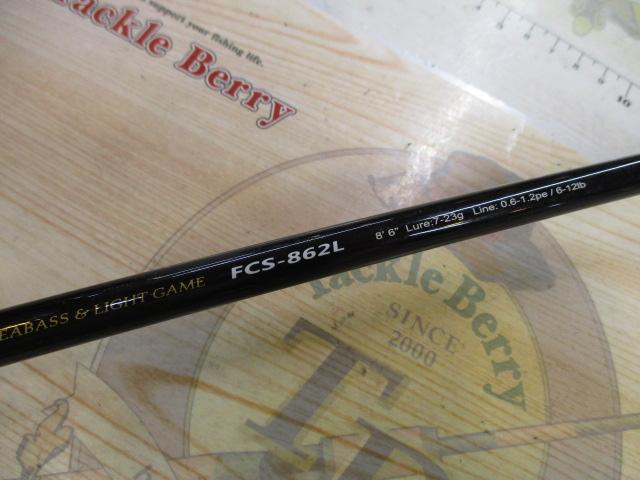 support your fishing life.
Tackle Berry
10
EABASS & LIGHT GAME FCS-862L 8' 6" Lure:7-23g Line: 0.6-1.2pe / 6-12lb
Tackle Berry
SINCE
2000